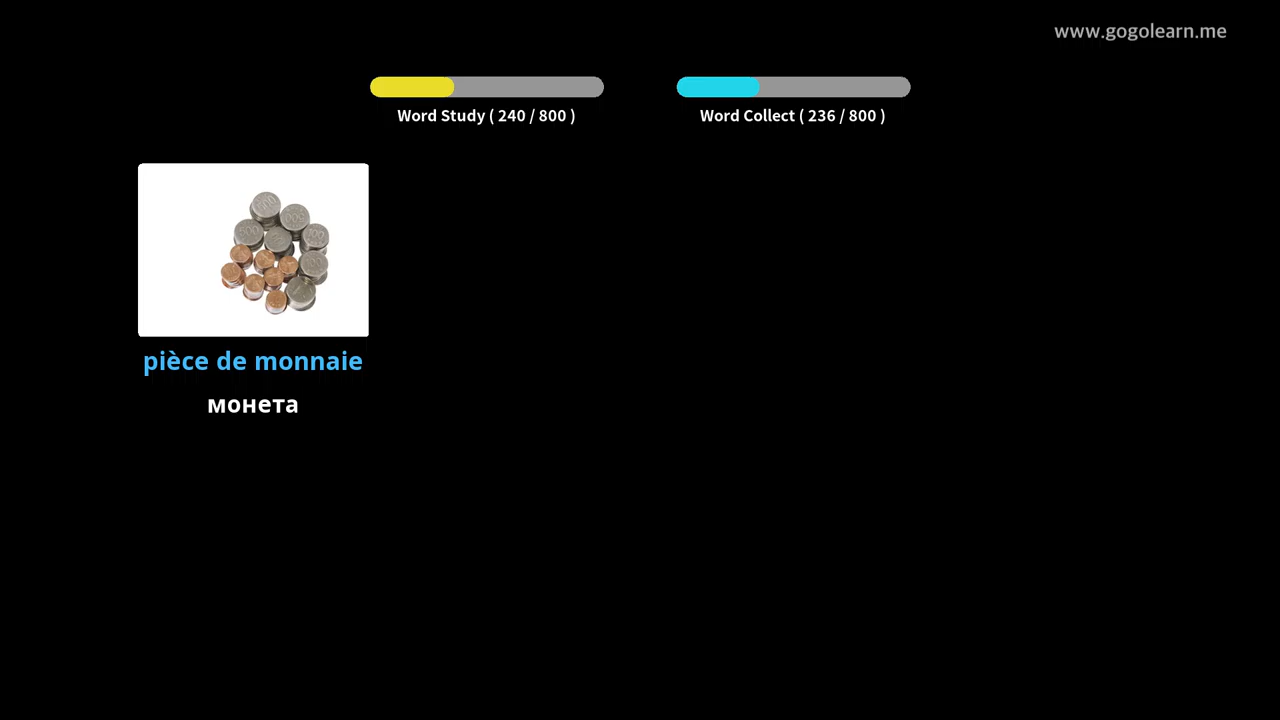 www.gogolearn.me
Word Study ( 240 / 800 )
Word Collect ( 236 / 800 )
pièce de monnaie
монета